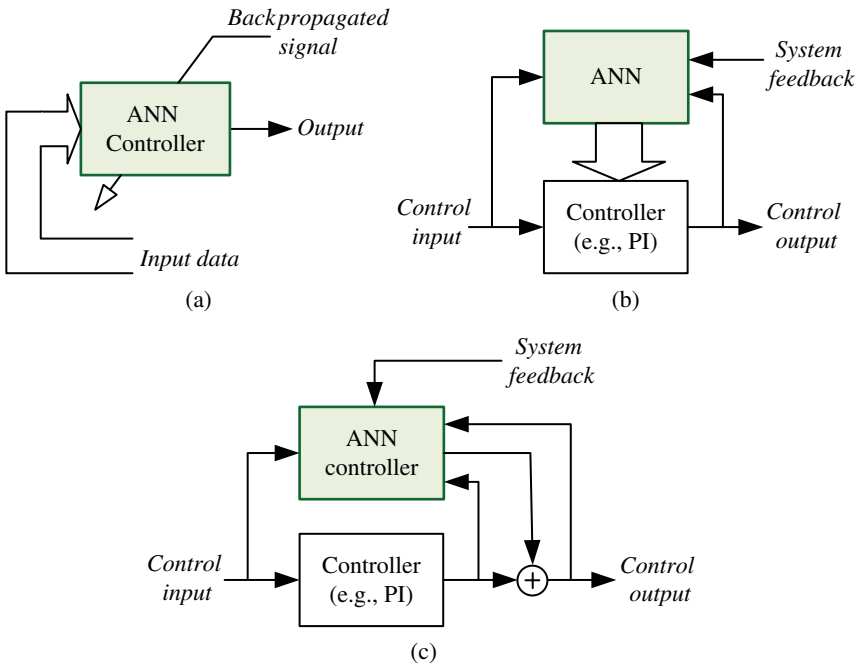 Backpropagated
signal
ANN
Controller
Output
Input data
(a)
ANN
System
feedback
Control
input
Controller
(e.g., PI)
Control
output
(b)
System
feedback
ANN
controller
Control
input
Controller
(e.g., PI)
+
Control
output
(c)